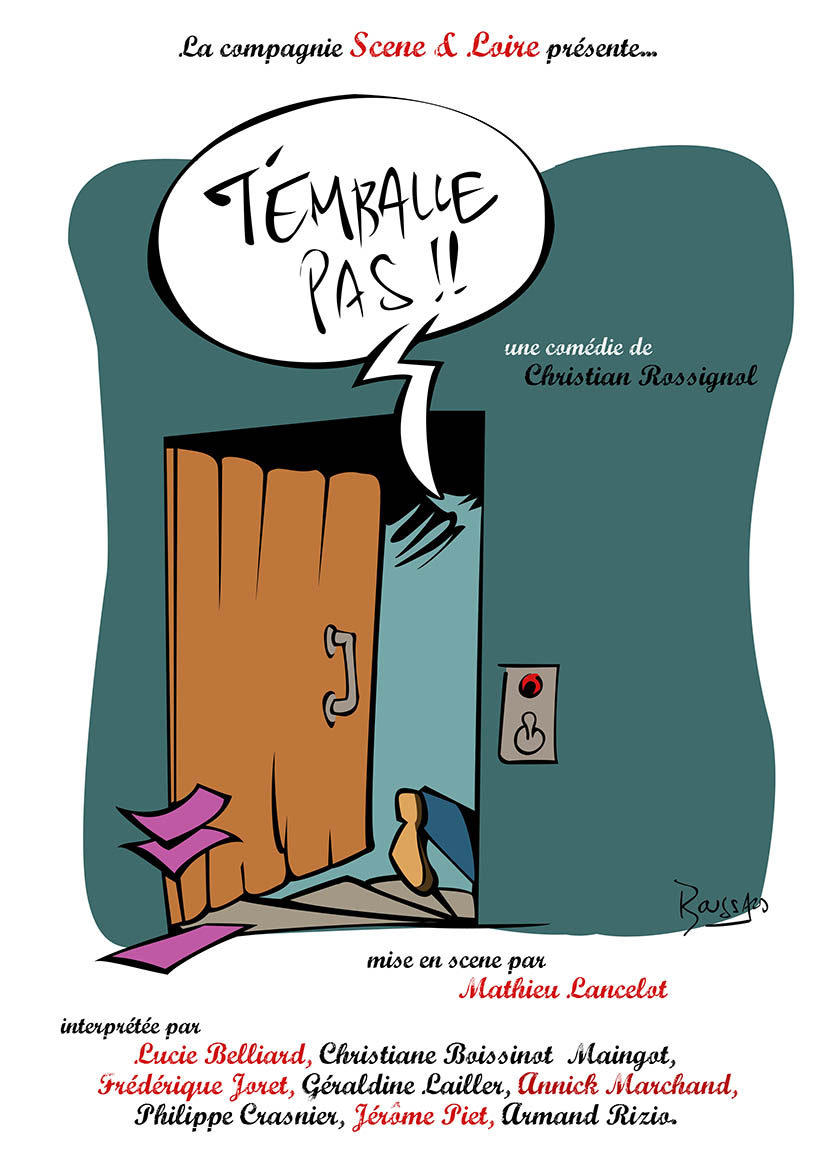 La compagnie Scene & Loire présente...
T'EMBALLE
PAS!!
une comédie de
Christian Rossignol
mise en scene par
Mathieu Lancelot
interprétée par
Lucie Belliard, Christiane Boissinot Maingot,
Frédérique Joret, Géraldine Lailler, Annick Marchand,
Philippe Crasnier, Jérôme Piet, Armand Rizio.